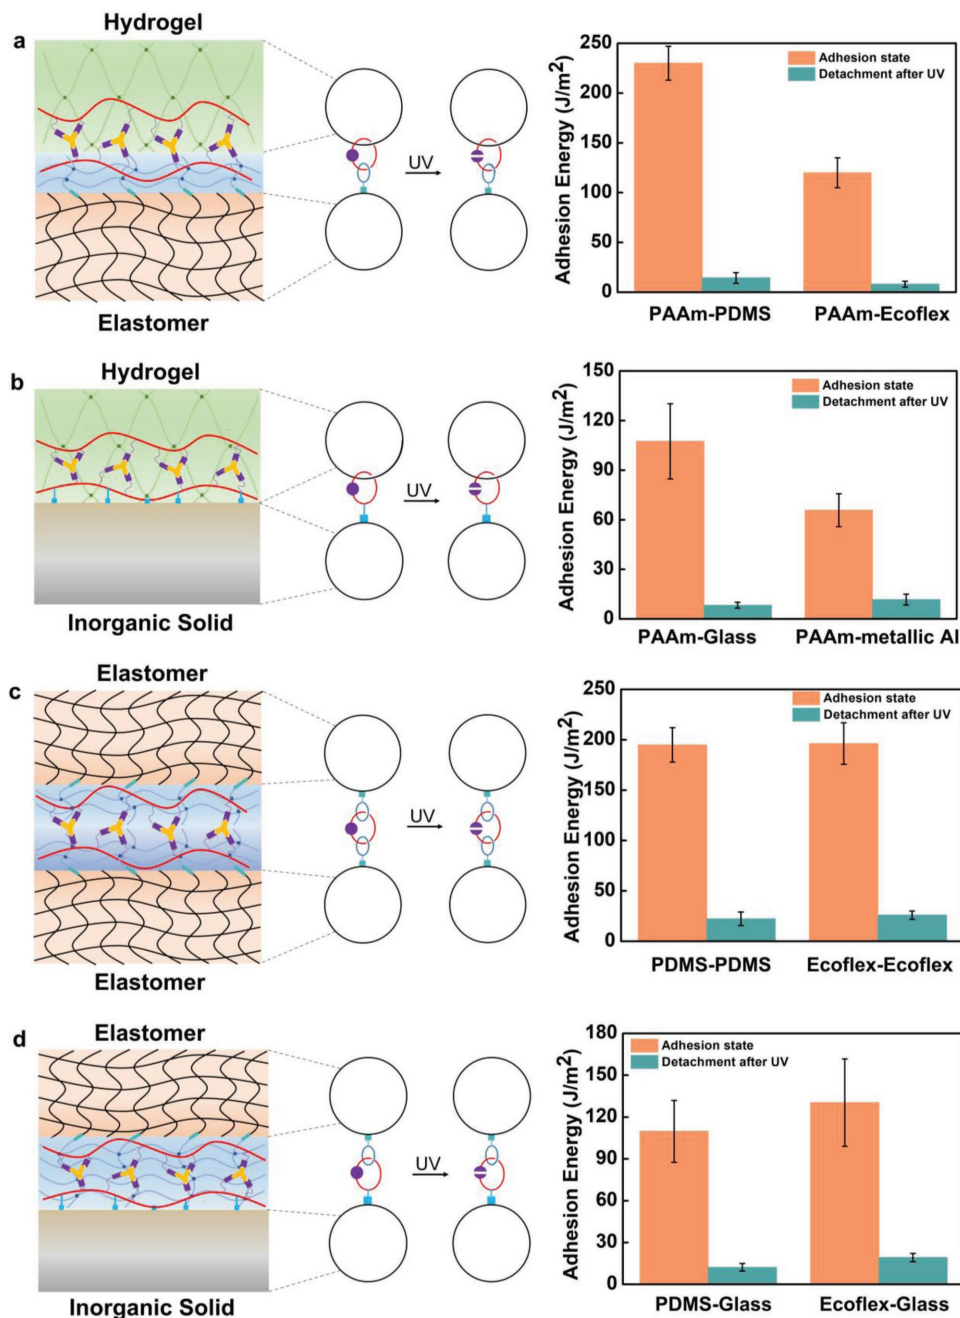 a
Hydrogel
Elastomer
UV
Adhesion Energy (J/m²)
250
200
150
100
50
0
Adhesion state
Detachment after UV
PAAm-PDMS
PAAm-Ecoflex
b
Hydrogel
Inorganic Solid
UV
Adhesion Energy (J/m²)
150
120
90
60
30
0
Adhesion state
Detachment after UV
PAAm-Glass
PAAm-metallic Al
c
Elastomer
Elastomer
UV
Adhesion Energy (J/m²)
250
200
150
100
50
0
Adhesion state
Detachment after UV
PDMS-PDMS
Ecoflex-Ecoflex
d
Elastomer
Inorganic Solid
UV
Adhesion Energy (J/m²)
180
150
120
90
60
30
0
Adhesion state
Detachment after UV
PDMS-Glass
Ecoflex-Glass